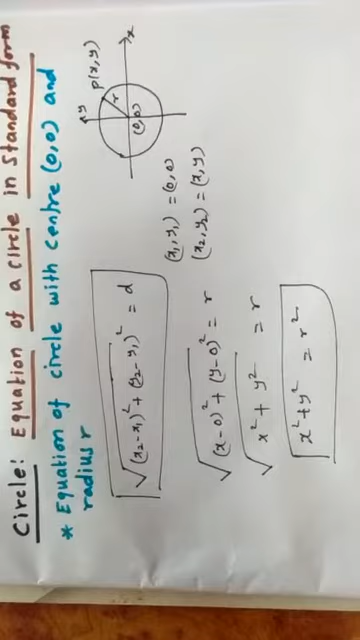 Circle: Equation of a circle in standard form
* Equation of circle with centre (0,0) and
radius r
√(x₂-x₁)² + (y₂-y₁)² = d
(x₁, y₁) = (0,0)
(x₂, y₂) = (x, y)
√(x-0)² + (y-0)² = r
√x² + y² = r
x² + y² = r²
y
P(x,y)
r
(0,0)
x